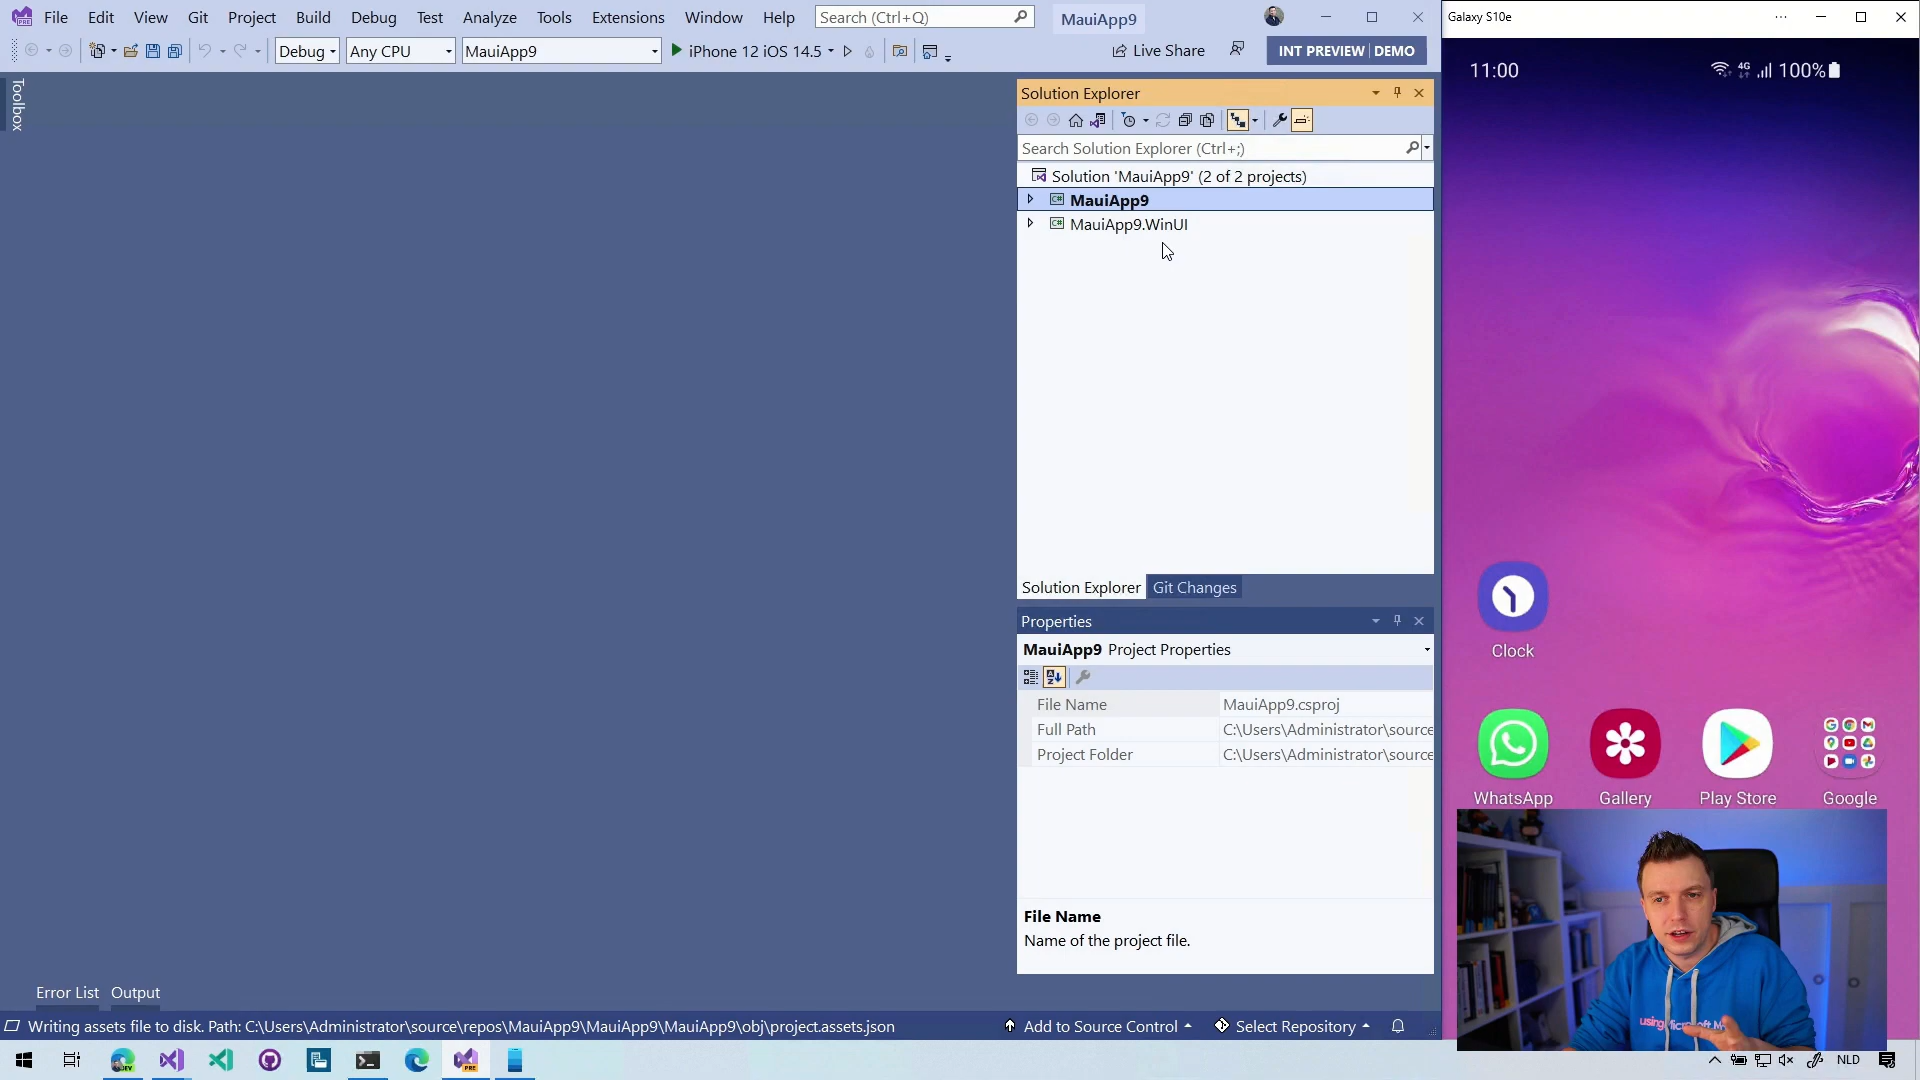 File Edit View Git Project Build Debug Test Analyze Tools Extensions Window Help Search (Ctrl+Q) MauiApp9
Debug Any CPU MauiApp9 iPhone 12 iOS 14.5 Live Share INT PREVIEW DEMO
Toolbox
Solution Explorer
Search Solution Explorer (Ctrl+;)
Solution 'MauiApp9' (2 of 2 projects)
C# MauiApp9
C# MauiApp9.WinUI
Solution Explorer Git Changes
Properties
MauiApp9 Project Properties
File Name MauiApp9.csproj
Full Path C:\Users\Administrator\source
Project Folder C:\Users\Administrator\source
File Name
Name of the project file.
Error List Output
Writing assets file to disk. Path: C:\Users\Administrator\source\repos\MauiApp9\MauiApp9\MauiApp9\obj\project.assets.json
Add to Source Control Select Repository
Galaxy S10e
11:00 4G 100%
Clock
WhatsApp Gallery Play Store Google
NLD